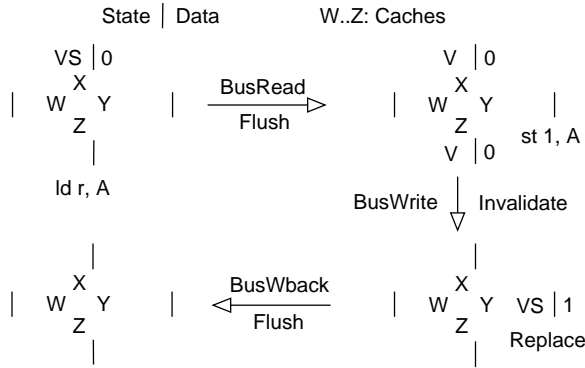 State | Data W..Z: Caches
VS | 0 V | 0
X X
| W Y | BusRead | W Y |
Z Flush Z
| V | 0 st 1, A
ld r, A
BusWrite Invalidate
| |
X BusWback X
| W Y | | W Y VS | 1
Z Flush Z
| | Replace